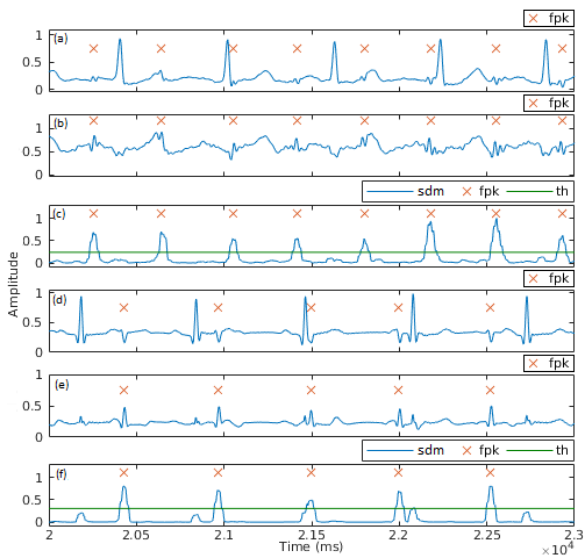 × fpk
(a)
1
0.5
0
× fpk
(b)
1
0.5
0
sdm × fpk th
(c)
1
0.5
0
Amplitude
× fpk
(d)
1
0.5
0
× fpk
(e)
1
0.5
0
sdm × fpk th
(f)
1
0.5
0
2 2.05 2.1 2.15 2.2 2.25 2.3
Time (ms)
×10⁴